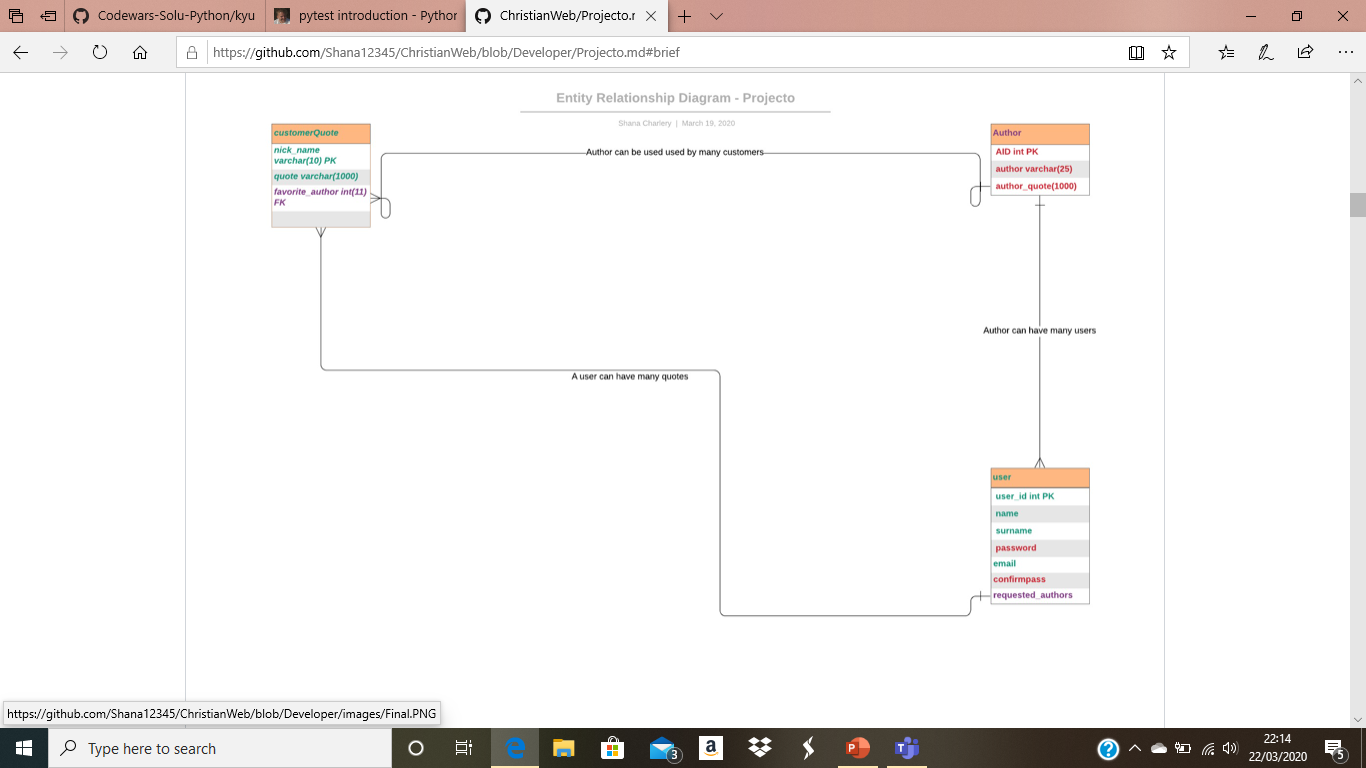 Codewars-Solu-Python/kyu
pytest introduction - Python
ChristianWeb/Projecto.r
https://github.com/Shana12345/ChristianWeb/blob/Developer/Projecto.md#brief
Entity Relationship Diagram - Projecto
Shana Charlery | March 19, 2020
customerQuote
nick_name
varchar(10) PK
quote varchar(1000)
favorite_author int(11)
FK
Author can be used used by many customers
Author
AID int PK
author varchar(25)
author_quote(1000)
Author can have many users
A user can have many quotes
user
user_id int PK
name
surname
password
email
confirmpass
requested_authors
https://github.com/Shana12345/ChristianWeb/blob/Developer/images/Final.PNG
Type here to search
3
22:14
22/03/2020
5